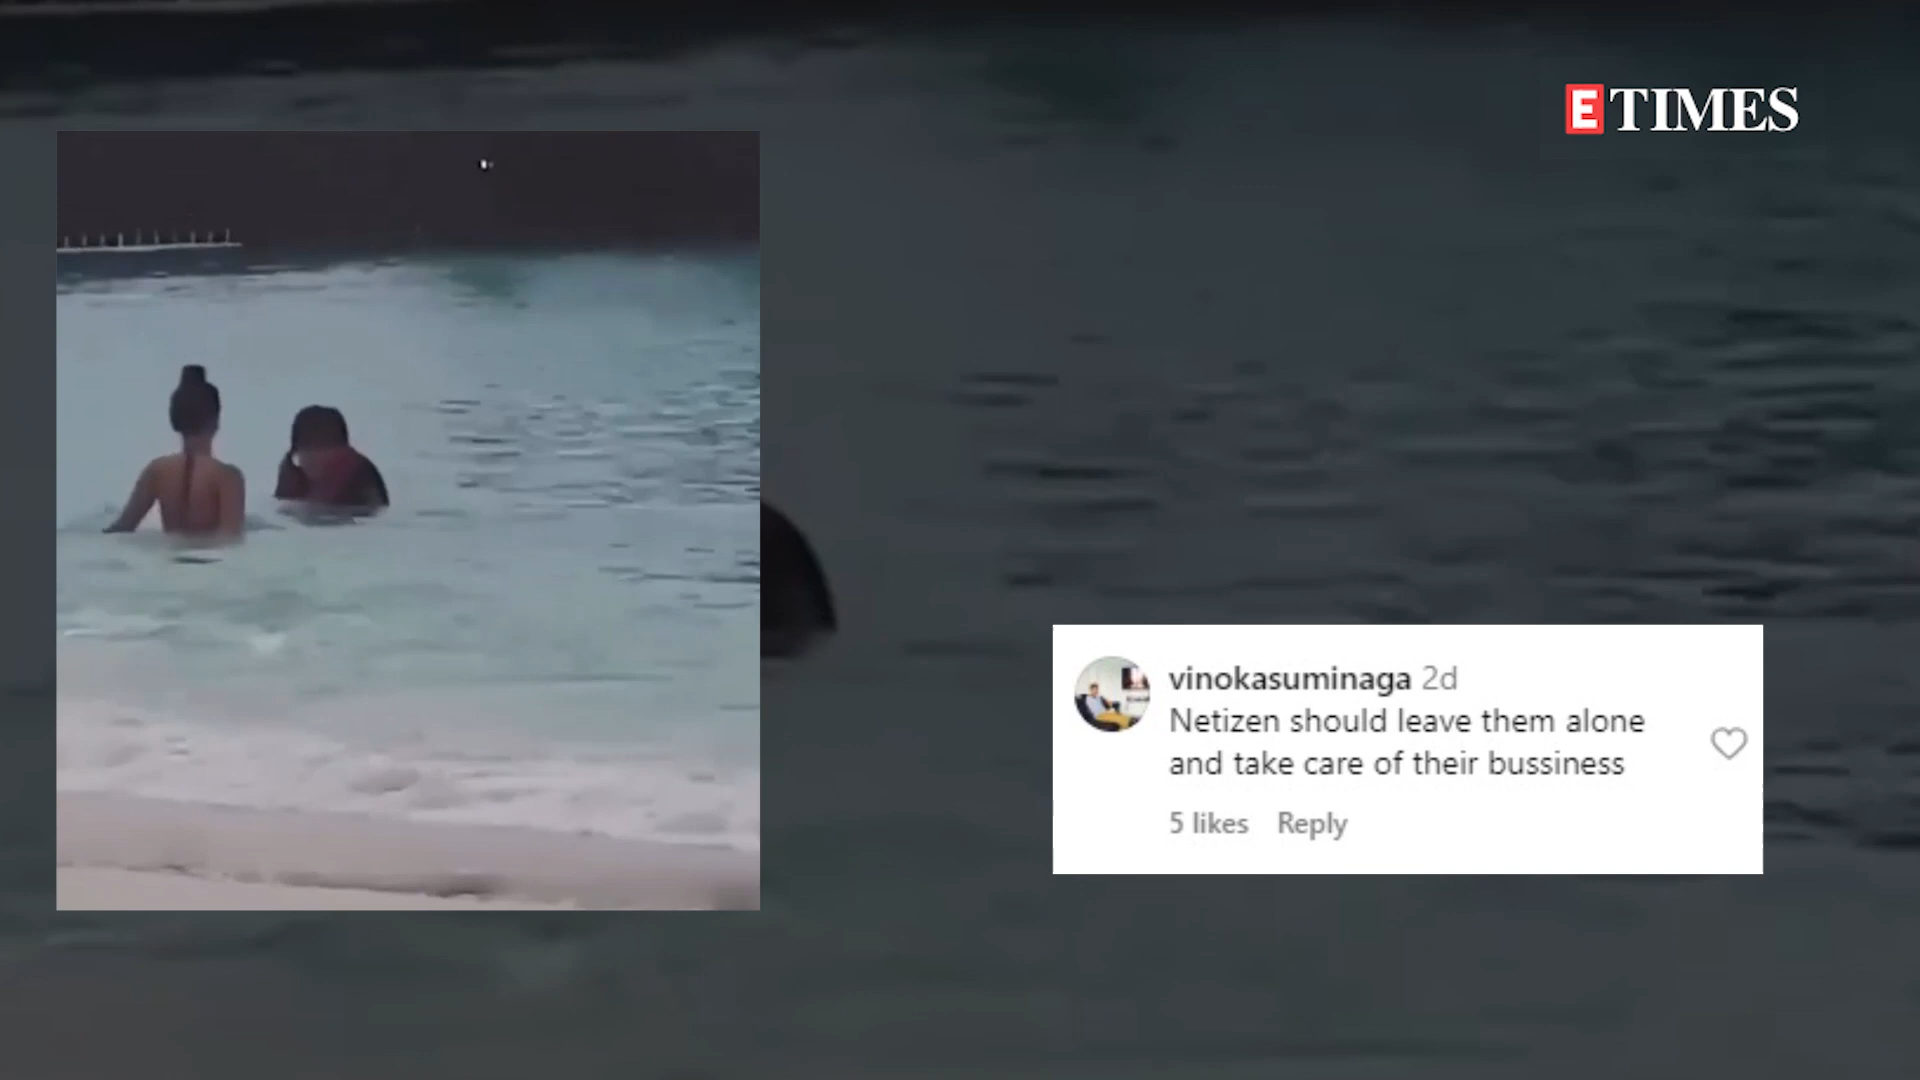 ETIMES
vinokasuminaga 2d
Netizen should leave them alone
and take care of their bussiness
5 likes Reply